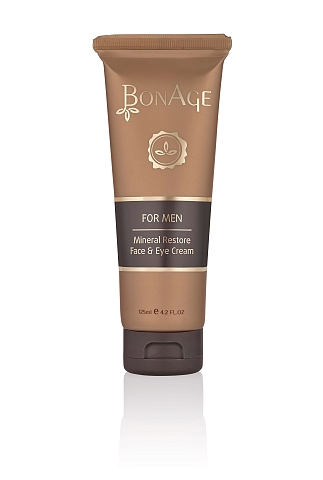 BONAGE
FOR MEN
Mineral Restore
Face & Eye Cream
125ml e 4.2 FL.OZ